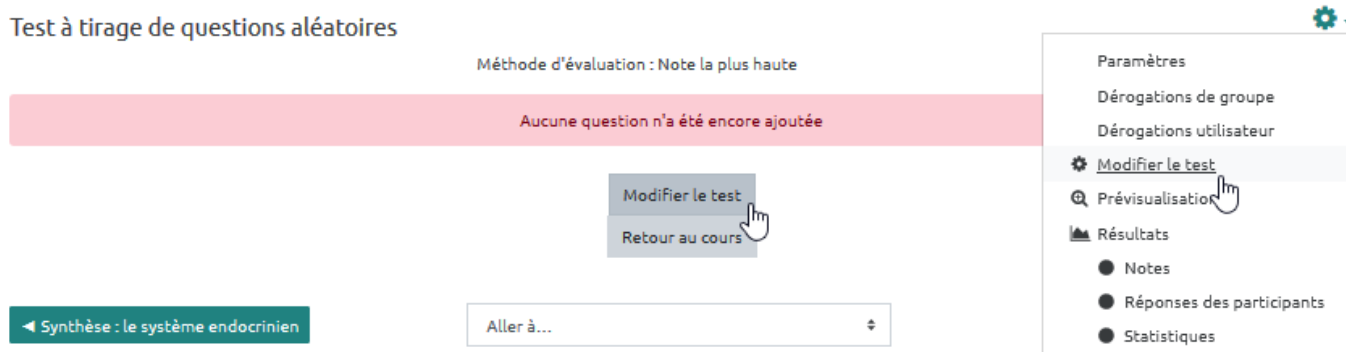 Test à tirage de questions aléatoires
Méthode d'évaluation : Note la plus haute
Aucune question n'a été encore ajoutée
Modifier le test
Retour au cours
◄ Synthèse : le système endocrinien
Aller à...
Paramètres
Dérogations de groupe
Dérogations utilisateur
Modifier le test
Prévisualisation
Résultats
Notes
Réponses des participants
Statistiques